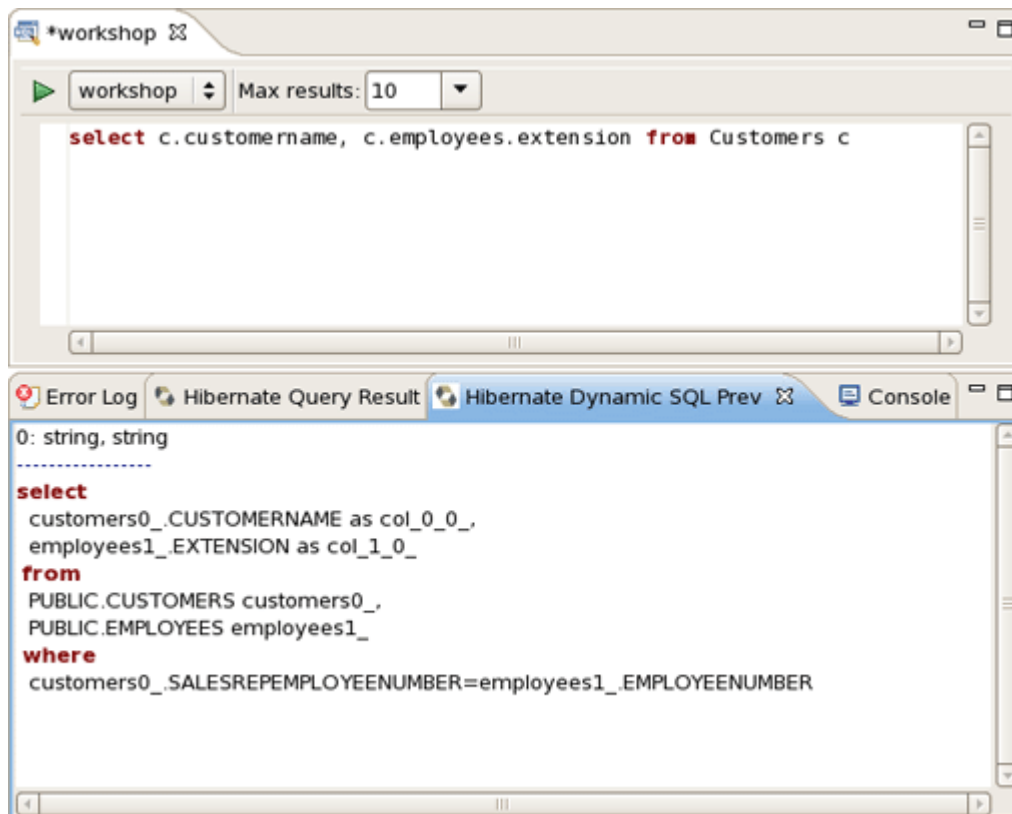 *workshop
workshop Max results: 10
select c.customername, c.employees.extension from Customers c
Error Log Hibernate Query Result Hibernate Dynamic SQL Prev Console
0: string, string
-----------------
select
customers0_.CUSTOMERNAME as col_0_0_,
employees1_.EXTENSION as col_1_0_
from
PUBLIC.CUSTOMERS customers0_,
PUBLIC.EMPLOYEES employees1_
where
customers0_.SALESREPEMPLOYEENUMBER=employees1_.EMPLOYEENUMBER